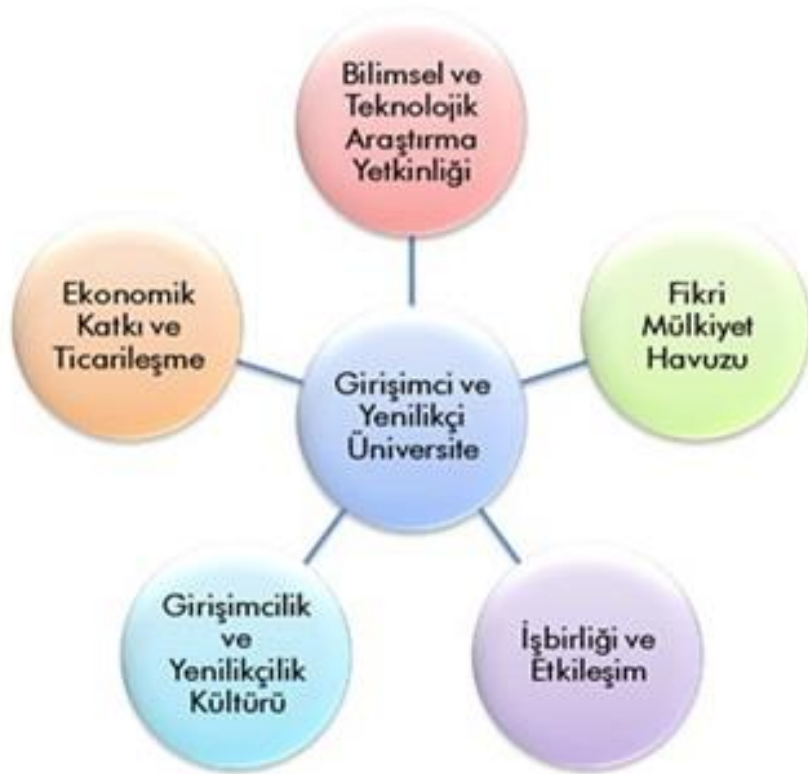 Bilimsel ve
Teknolojik
Araştırma
Yetkinliği
Ekonomik
Katkı ve
Ticarileşme
Fikri
Mülkiyet
Havuzu
Girişimci ve
Yenilikçi
Üniversite
Girişimcilik
ve
Yenilikçilik
Kültürü
İşbirliği ve
Etkileşim